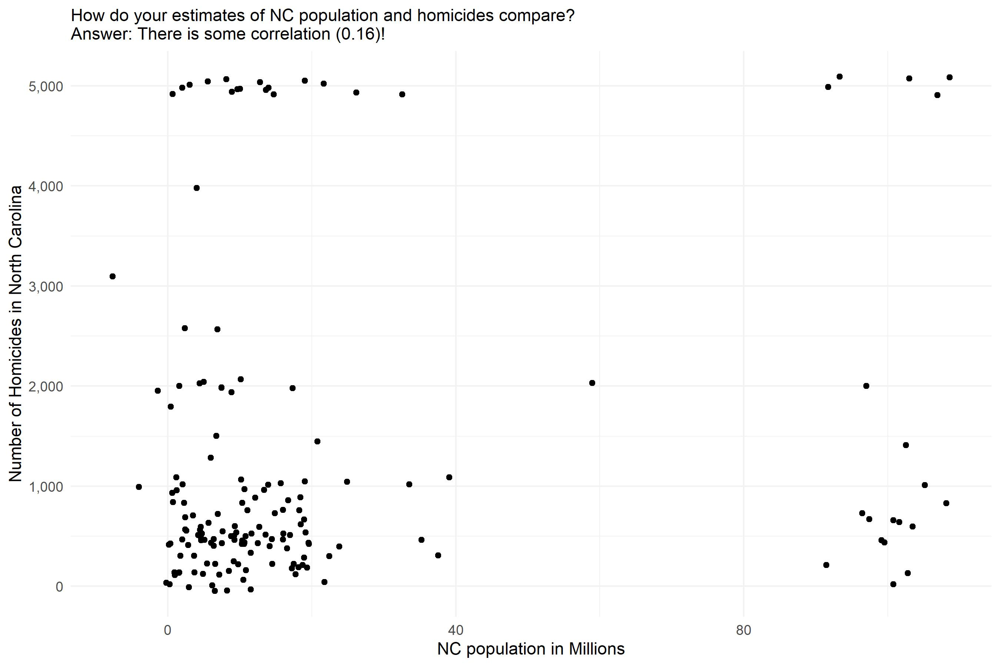 How do your estimates of NC population and homicides compare?
Answer: There is some correlation (0.16)!
Number of Homicides in North Carolina
5,000
4,000
3,000
2,000
1,000
0
0
40
80
NC population in Millions